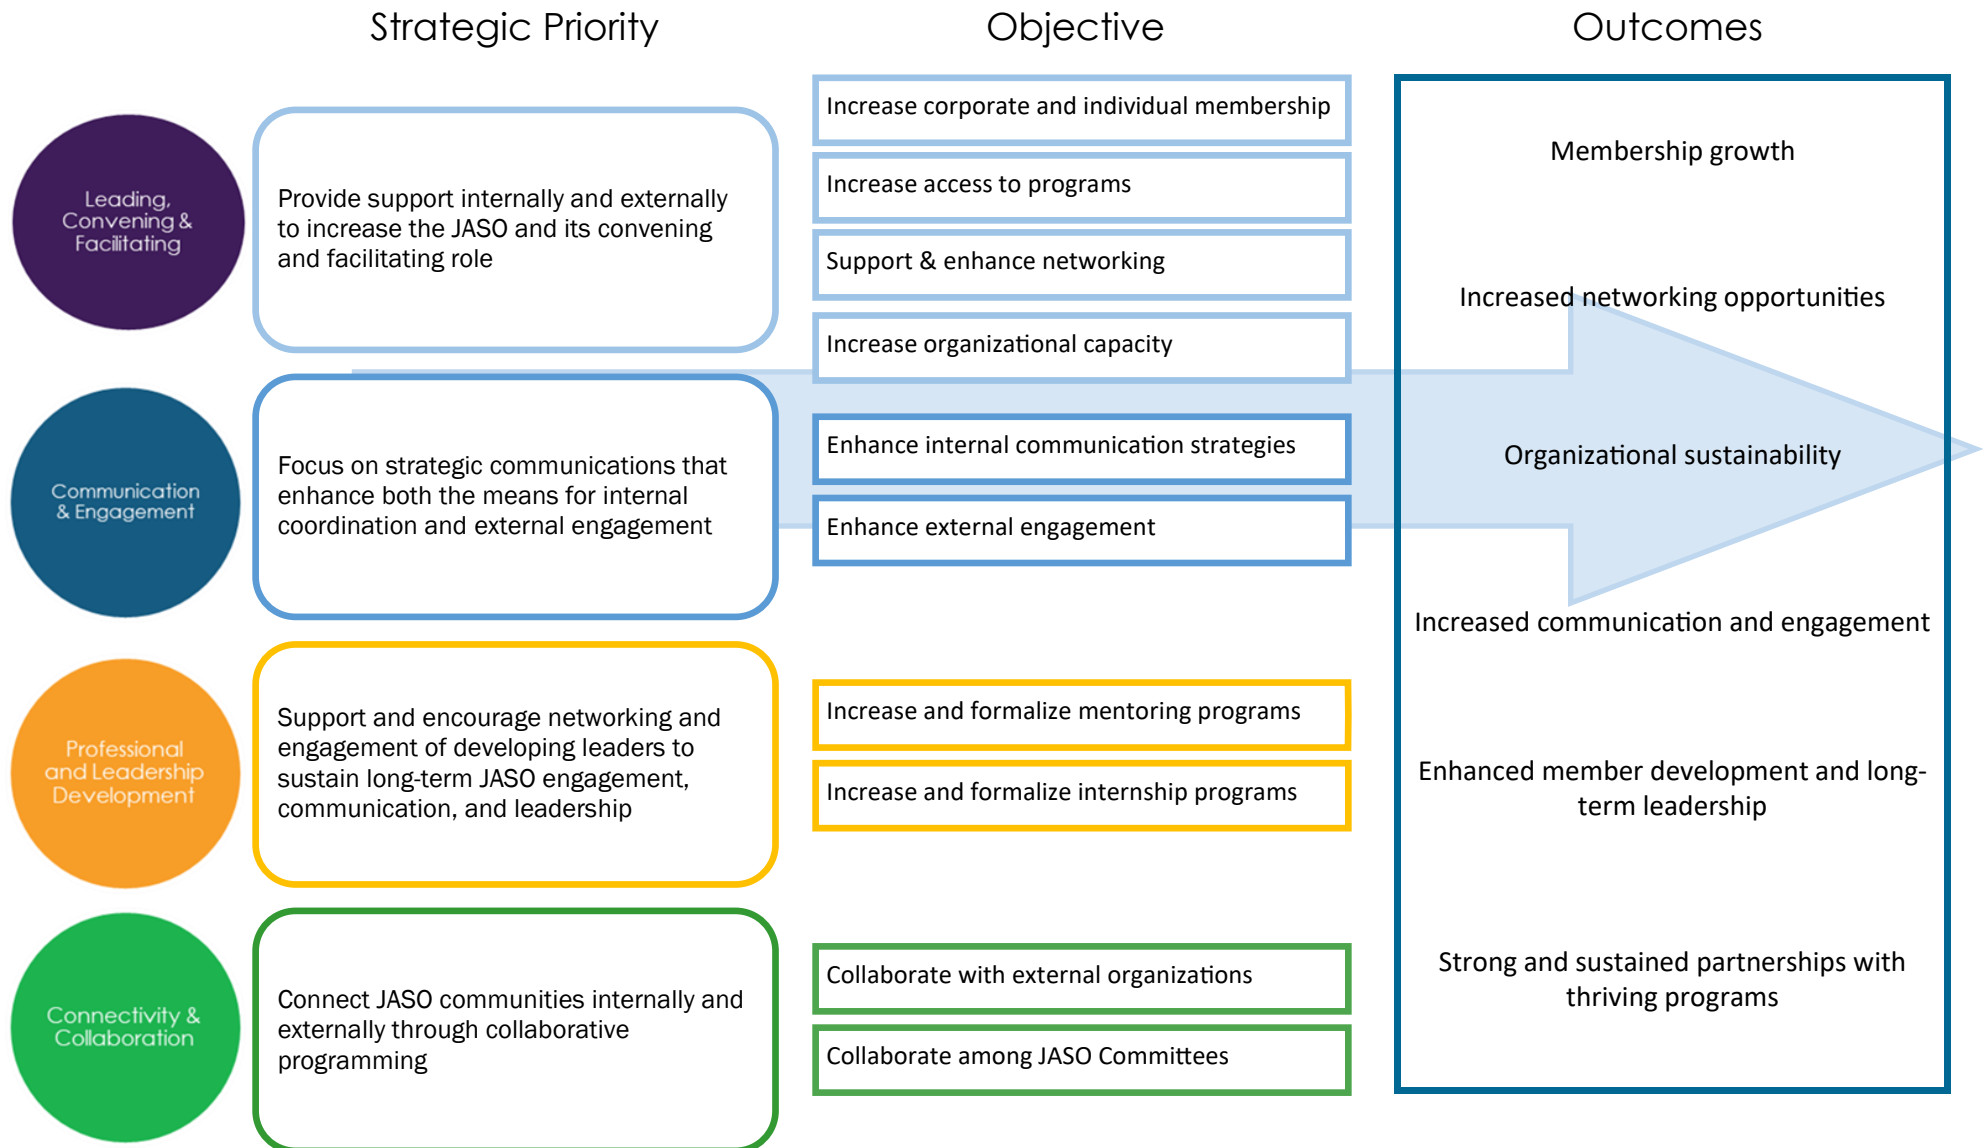 Strategic Priority
Objective
Outcomes
Leading,
Convening &
Facilitating
Provide support internally and externally
to increase the JASO and its convening
and facilitating role
Increase corporate and individual membership
Increase access to programs
Support & enhance networking
Increase organizational capacity
Communication
& Engagement
Focus on strategic communications that
enhance both the means for internal
coordination and external engagement
Enhance internal communication strategies
Enhance external engagement
Professional
and Leadership
Development
Support and encourage networking and
engagement of developing leaders to
sustain long-term JASO engagement,
communication, and leadership
Increase and formalize mentoring programs
Increase and formalize internship programs
Connectivity &
Collaboration
Connect JASO communities internally and
externally through collaborative
programming
Collaborate with external organizations
Collaborate among JASO Committees
Membership growth
Increased networking opportunities
Organizational sustainability
Increased communication and engagement
Enhanced member development and long-
term leadership
Strong and sustained partnerships with
thriving programs